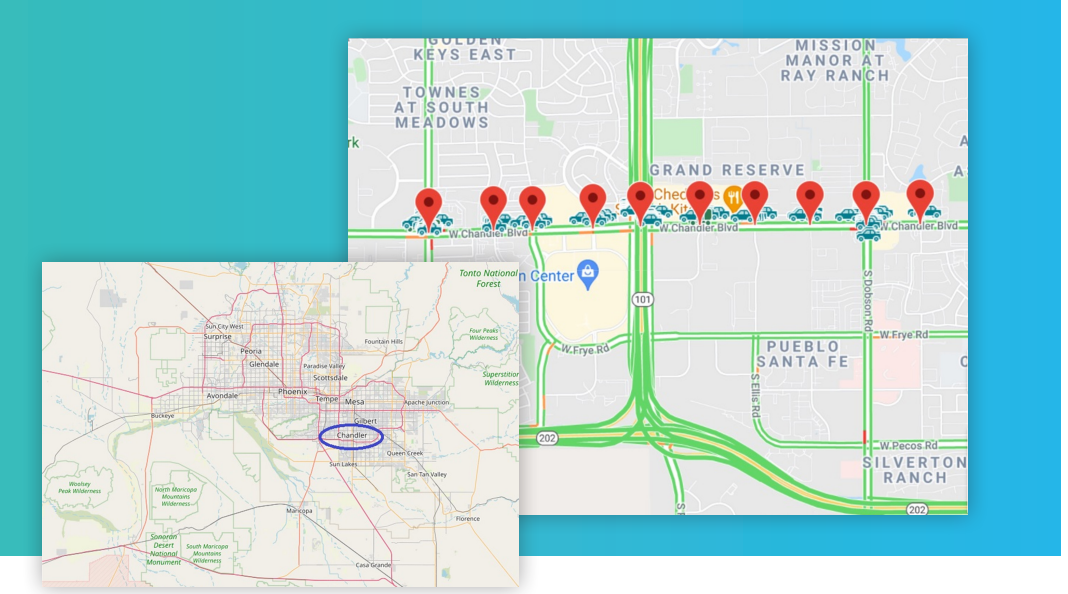 GOLDEN
KEYS EAST
MISSION
MANOR AT
RAY RANCH
TOWNES
AT SOUTH
MEADOWS
rk
GRAND RESERVE
W.Chandler Blvd
W.Chandler Blvd
W.Chandler Blvd
n Center
101
S Dobson Rd
W.Frye Rd
W.Frye Rd
PUEBLO
SANTA FE
S Ellis Rd
202
W.Pecos Rd
SILVERTON
RANCH
202
Tonto National
Forest
Sun City West
Surprise
Four Peaks
Wilderness
Fountain Hills
Peoria
Glendale
Paradise Valley
Scottsdale
Superstition
Wilderness
Phoenix
Avondale
Tempe
Mesa
Apache Junction
Buckeye
Gilbert
Chandler
Queen Creek
Sun Lakes
San Tan Valley
Woolsey
Peak Wilderness
North Maricopa
Mountains
Wilderness
Maricopa
Florence
Sonoran
Desert
National
Monument
South Maricopa
Mountains
Wilderness
Casa Grande